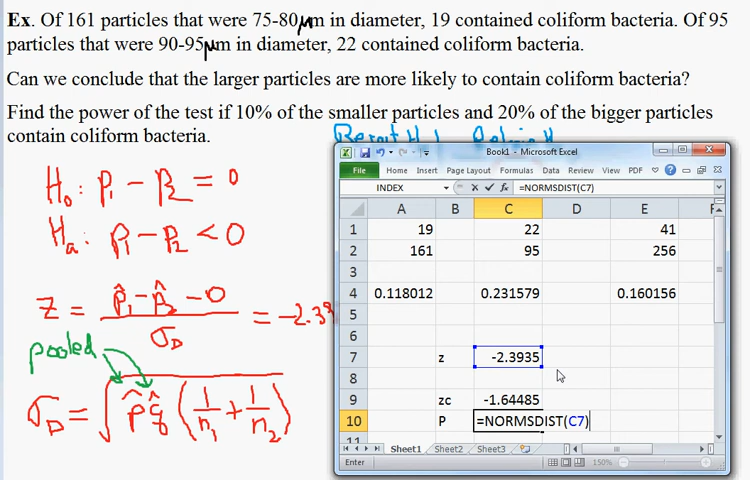 Ex. Of 161 particles that were 75-80μm in diameter, 19 contained coliform bacteria. Of 95
particles that were 90-95μm in diameter, 22 contained coliform bacteria.
Can we conclude that the larger particles are more likely to contain coliform bacteria?
Find the power of the test if 10% of the smaller particles and 20% of the bigger particles
contain coliform bacteria.
H₀: p₁ - p₂ = 0
Hₐ: p₁ - p₂ < 0
z = (p̂₁ - p̂₂ - 0) / σ_D = -2.39
pooled
σ_D = √(p̂q̂ (1/n₁ + 1/n₂))
Book1 - Microsoft Excel
File Home Insert Page Layout Formulas Data Review View PDF
INDEX =NORMSDIST(C7)
A B C D E F
1 19 22 41
2 161 95 256
3
4 0.118012 0.231579 0.160156
5
6
7 z -2.3935
8
9 zc -1.64485
10 P =NORMSDIST(C7)
11
Sheet1 Sheet2 Sheet3
Enter 150%